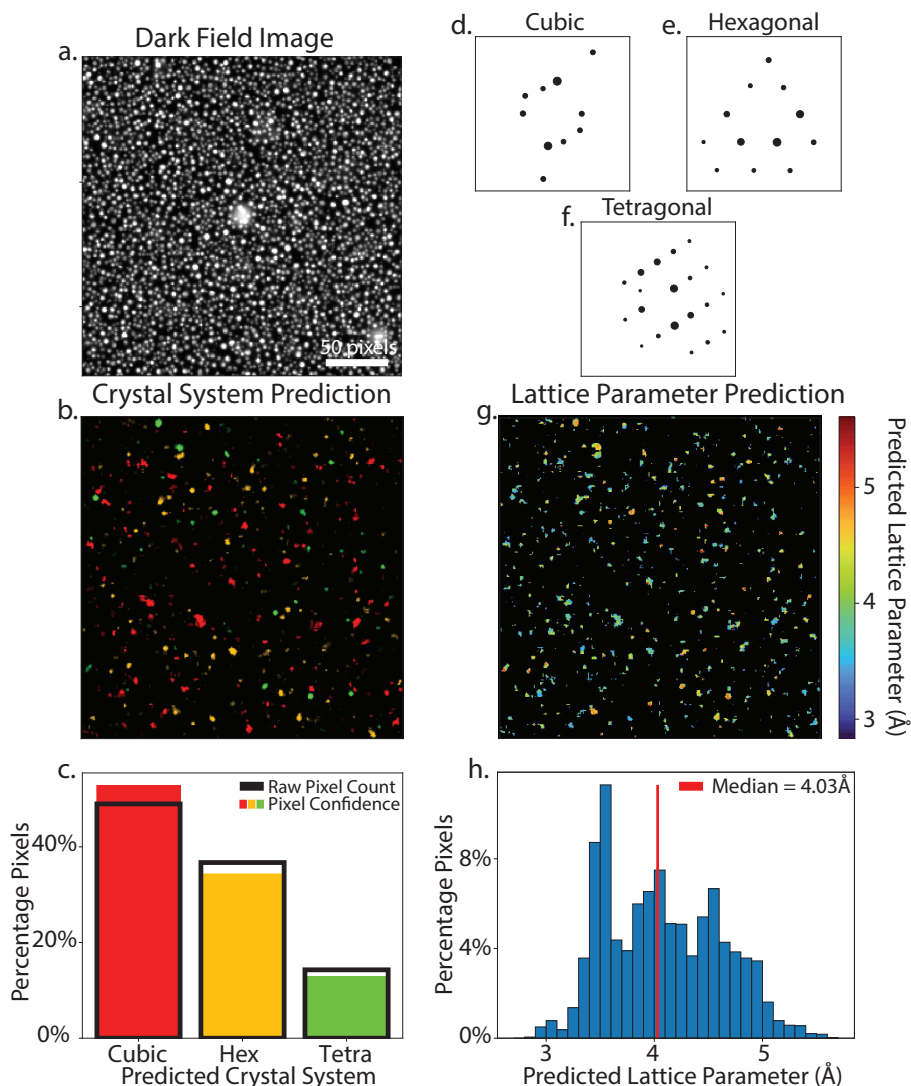 a.
Dark Field Image
50 pixels
d.
Cubic
e.
Hexagonal
f.
Tetragonal
b.
Crystal System Prediction
g.
Lattice Parameter Prediction
5
4
3
Predicted Lattice Parameter (Å)
c.
Raw Pixel Count
Pixel Confidence
40%
20%
0%
Percentage Pixels
Cubic
Hex
Tetra
Predicted Crystal System
h.
Median = 4.03Å
8%
4%
0%
Percentage Pixels
3
4
5
Predicted Lattice Parameter (Å)